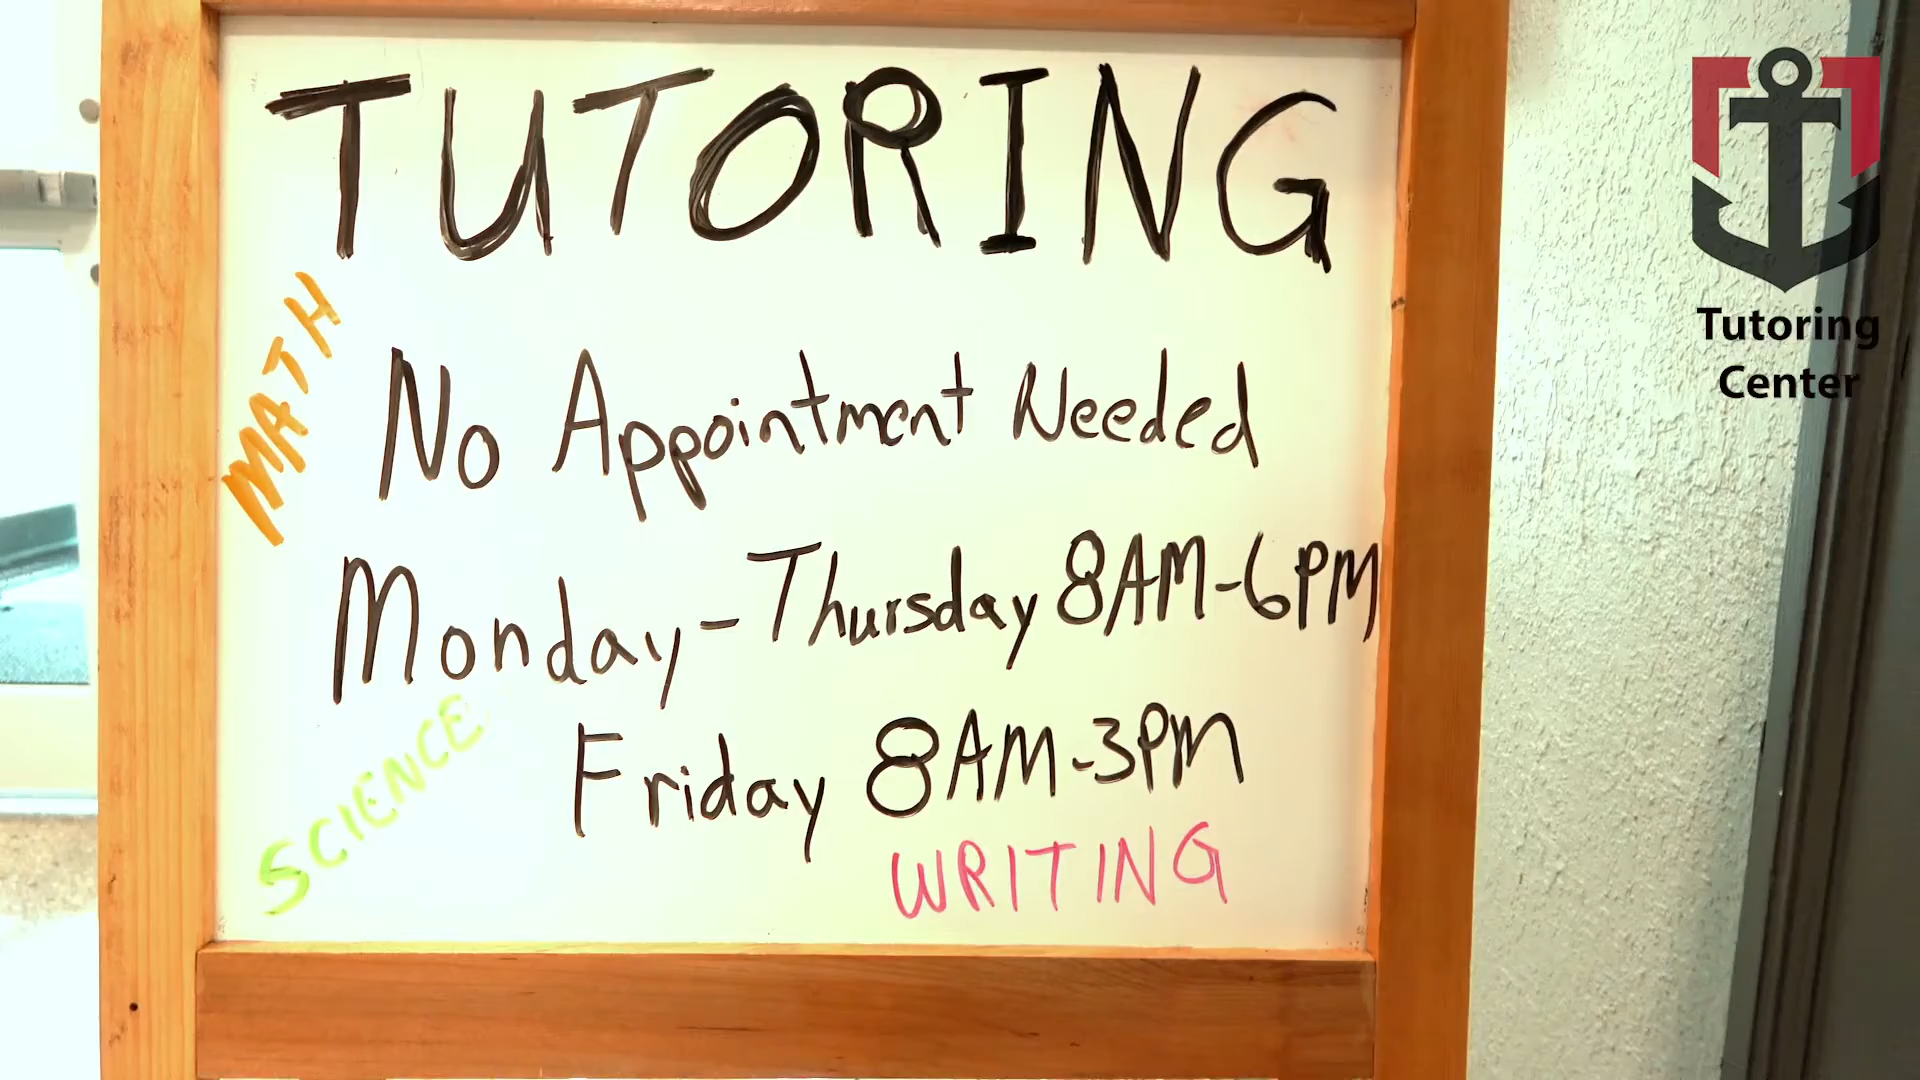 TUTORING
MATH
No Appointment Needed
Monday-Thursday 8AM-6PM
Friday 8AM-3PM
SCIENCE
WRITING
Tutoring
Center